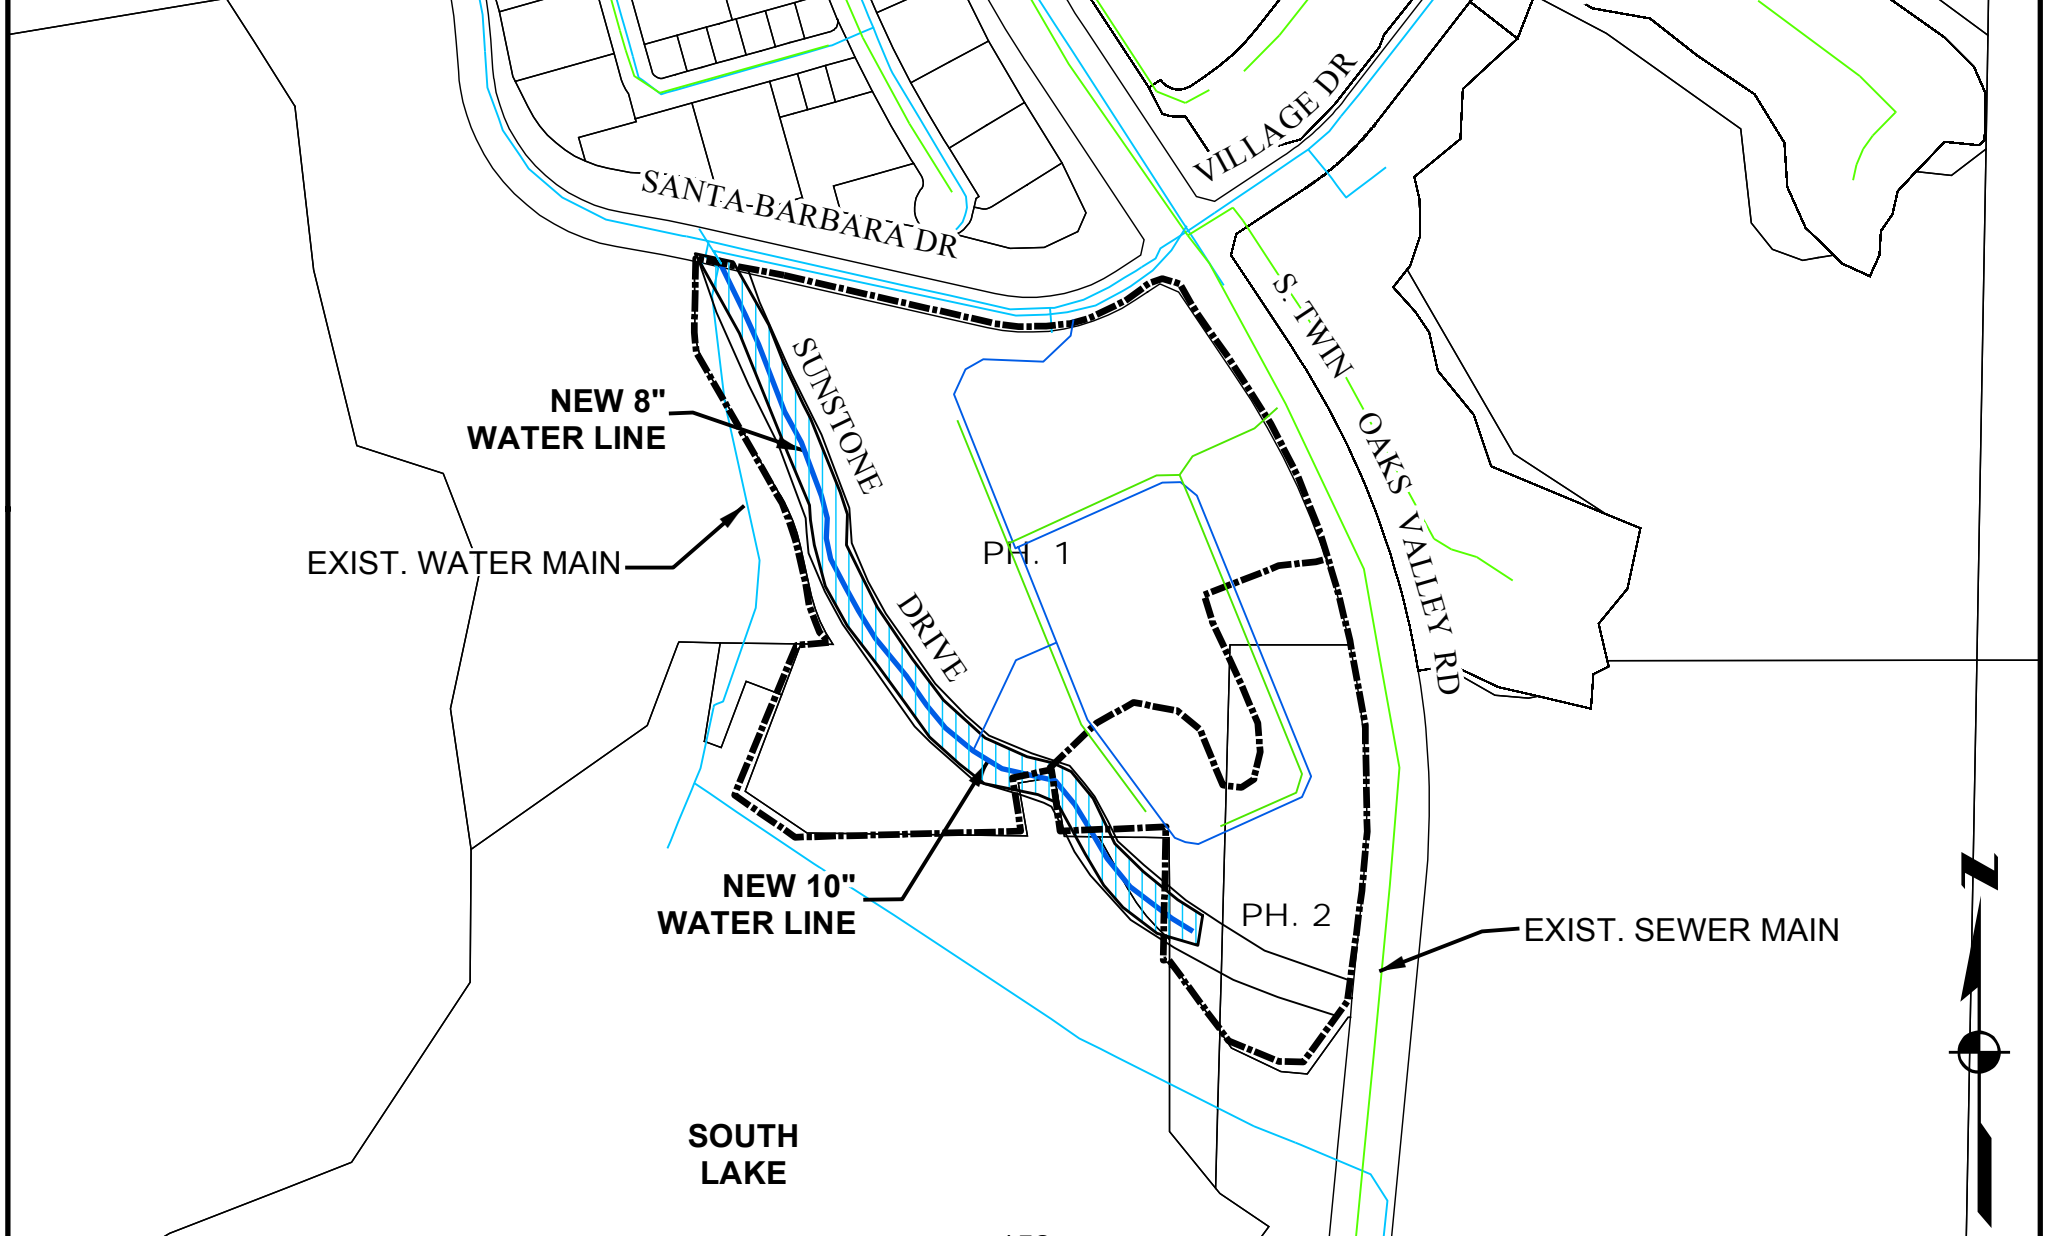 VILLAGE DR
SANTA BARBARA DR
S. TWIN OAKS VALLEY RD
SUNSTONE DRIVE
NEW 8"
WATER LINE
EXIST. WATER MAIN
PH. 1
NEW 10"
WATER LINE
PH. 2
EXIST. SEWER MAIN
SOUTH
LAKE
Z